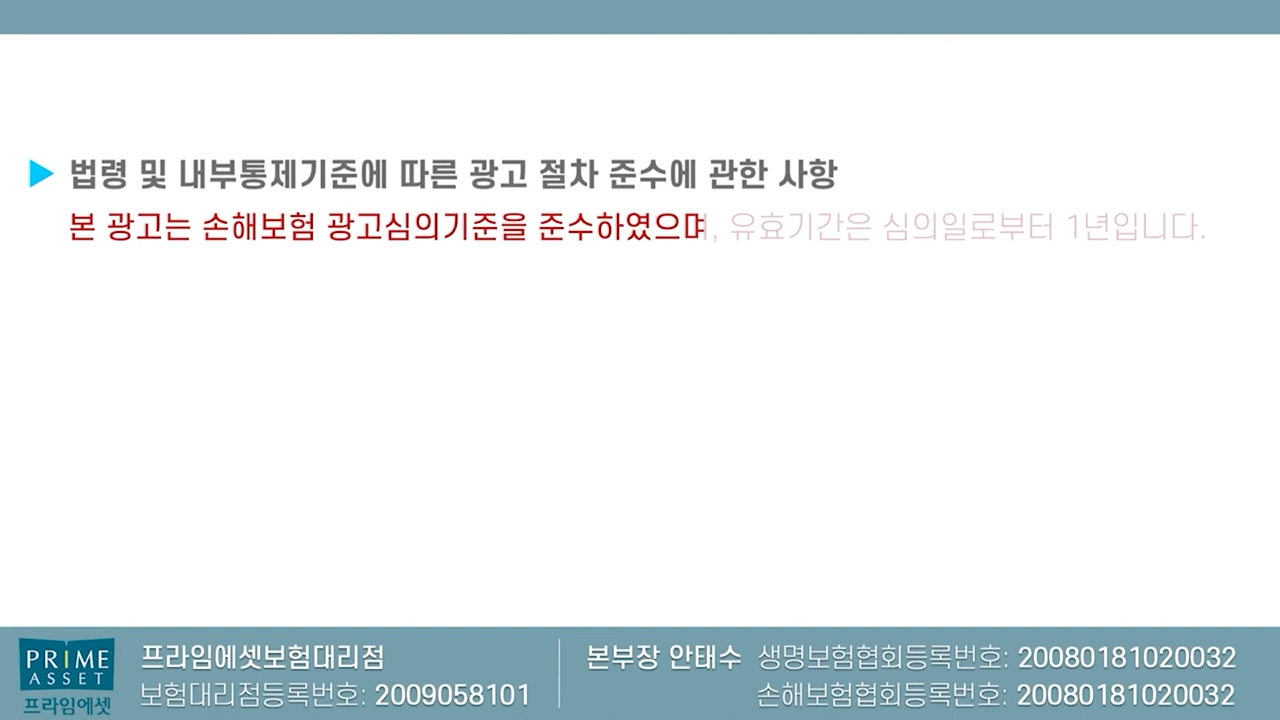 ▶ 법령 및 내부통제기준에 따른 광고 절차 준수에 관한 사항
본 광고는 손해보험 광고심의기준을 준수하였으며, 유효기간은 심의일로부터 1년입니다.
PRIME
ASSET
프라임에셋
프라임에셋보험대리점
보험대리점등록번호: 2009058101
본부장 안태수 생명보험협회등록번호: 20080181020032
손해보험협회등록번호: 20080181020032